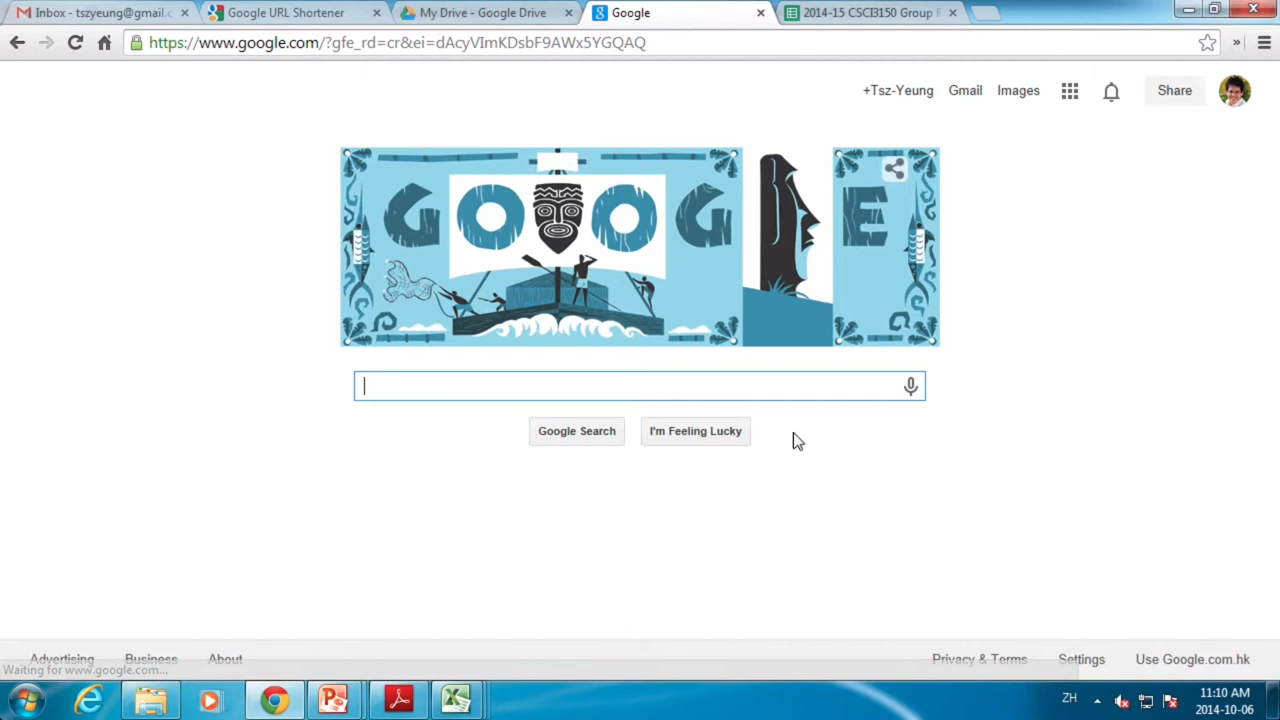 Inbox - tszyeung@gmail.c
Google URL Shortener
My Drive - Google Drive
Google
2014-15 CSCI3150 Group F
https://www.google.com/?gfe_rd=cr&ei=dAcyVImKDsbF9AWx5YGQAQ
+Tsz-Yeung
Gmail
Images
Share
GOOGLE
Google Search
I'm Feeling Lucky
Advertising
Business
About
Privacy & Terms
Settings
Use Google.com.hk
Waiting for www.google.com...
ZH
11:10 AM
2014-10-06